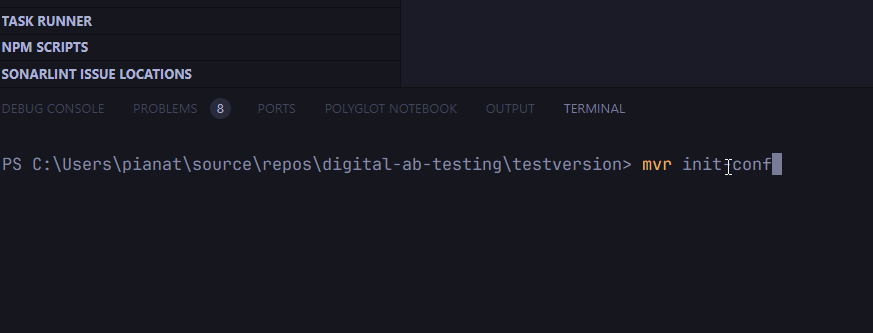 TASK RUNNER
NPM SCRIPTS
SONARLINT ISSUE LOCATIONS
DEBUG CONSOLE PROBLEMS 8 PORTS POLYGLOT NOTEBOOK OUTPUT TERMINAL
PS C:\Users\pianat\source\repos\digital-ab-testing\testversion> mvr init-conf